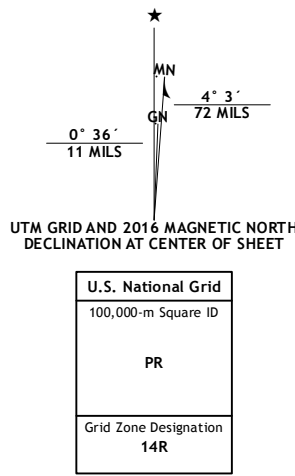 ★
MN
GN
4° 3´
72 MILS
0° 36´
11 MILS
UTM GRID AND 2016 MAGNETIC NORTH
DECLINATION AT CENTER OF SHEET
U.S. National Grid
100,000-m Square ID
PR
Grid Zone Designation
14R